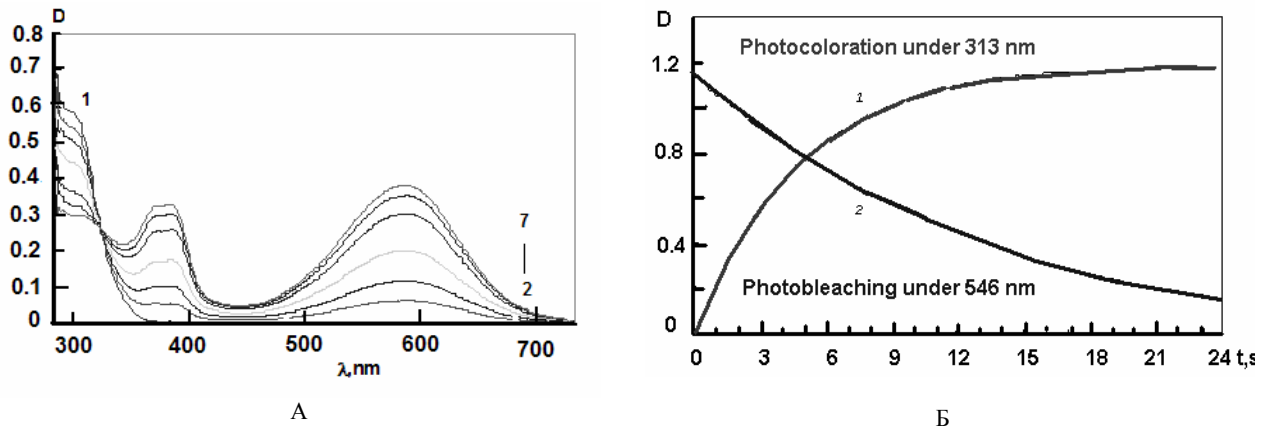 D
0.8
0.7
0.6
0.5
0.4
0.3
0.2
0.1
0
1
7
2
300 400 500 600 700
λ,nm
А
D
1.2
0.8
0.4
0
Photocoloration under 313 nm
1
2
Photobleaching under 546 nm
0 3 6 9 12 15 18 21 24 t,s
Б